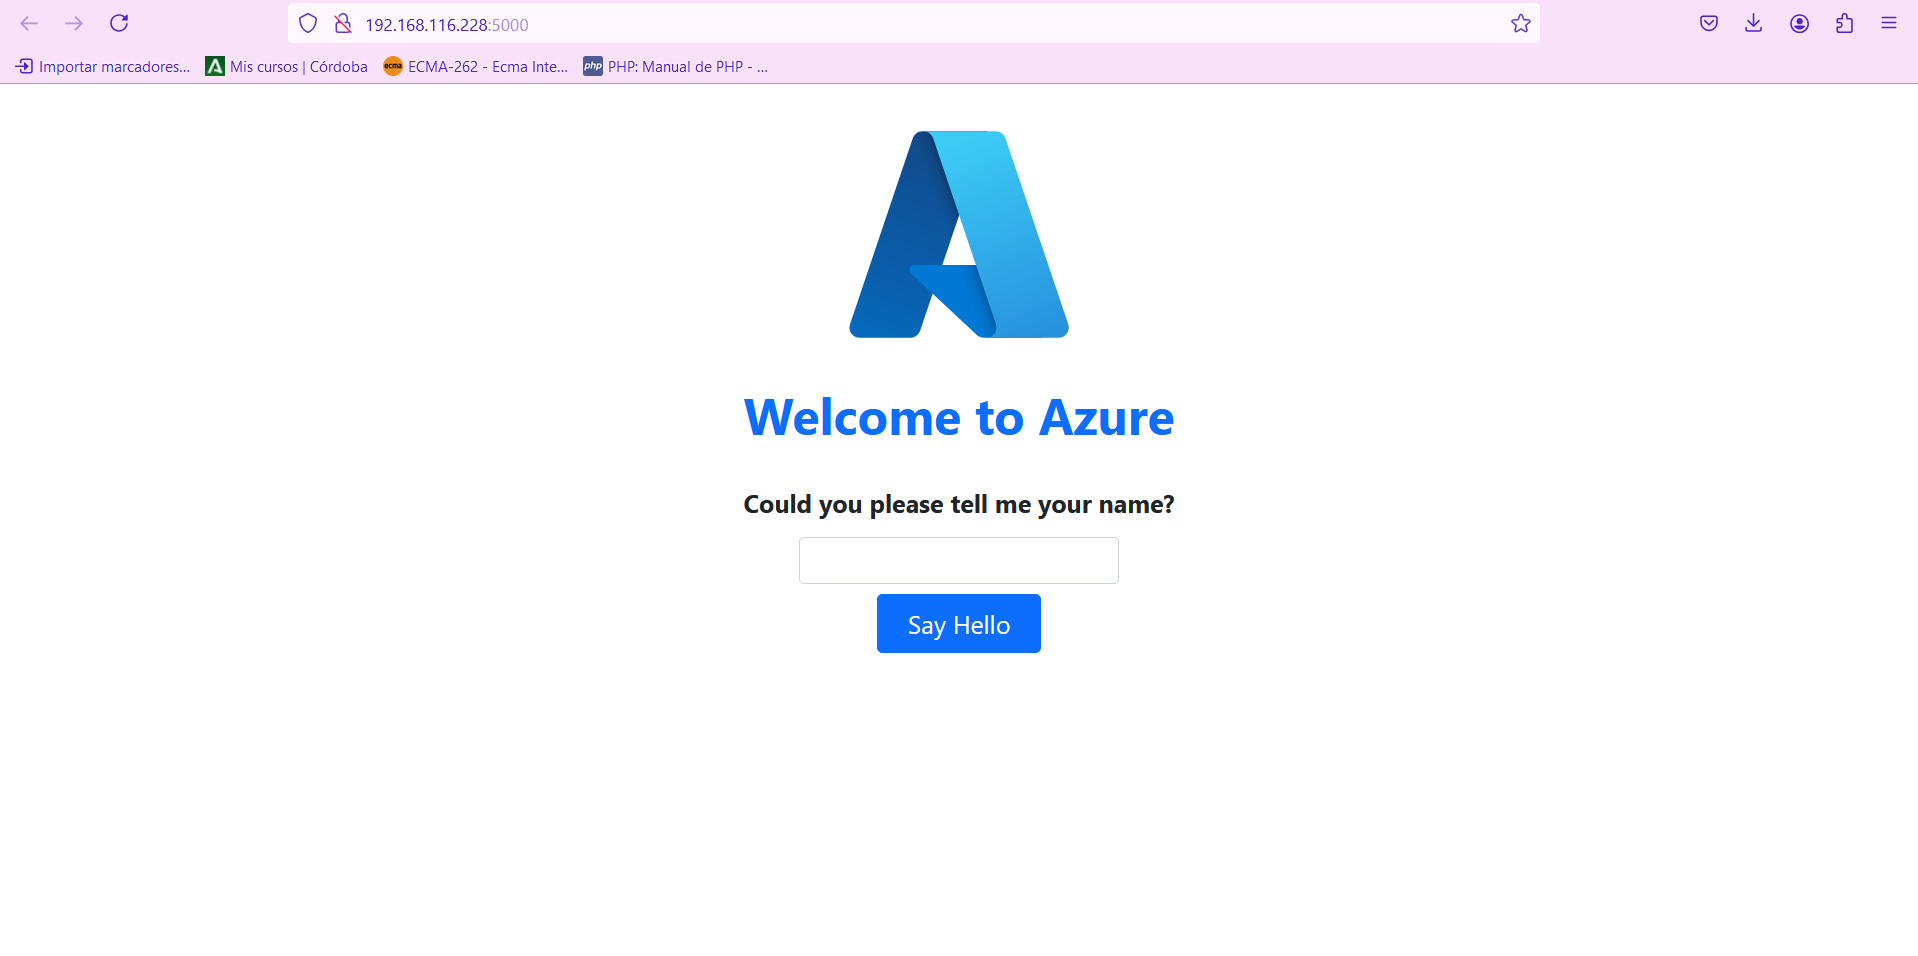 192.168.116.228:5000
Importar marcadores... Mis cursos | Córdoba ecma ECMA-262 - Ecma Inte... php PHP: Manual de PHP - ...
Welcome to Azure
Could you please tell me your name?
Say Hello